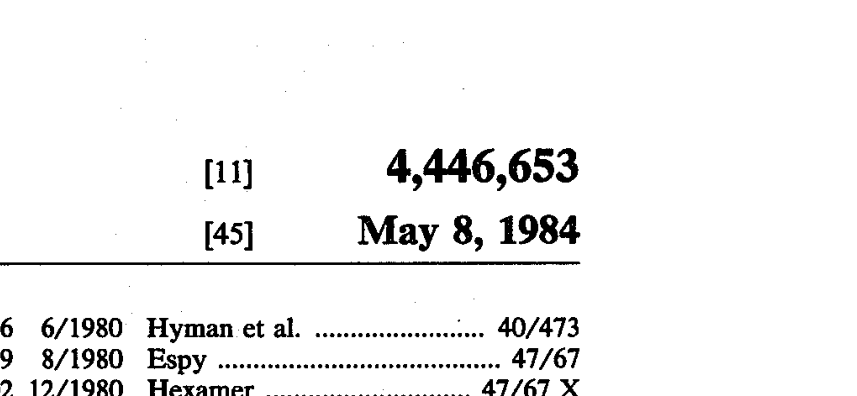 [11] 4,446,653
[45] May 8, 1984
6 6/1980 Hyman et al. ........................ 40/473
9 8/1980 Espy ........................................ 47/67
2 12/1980 Hexamer ............................. 47/67 X